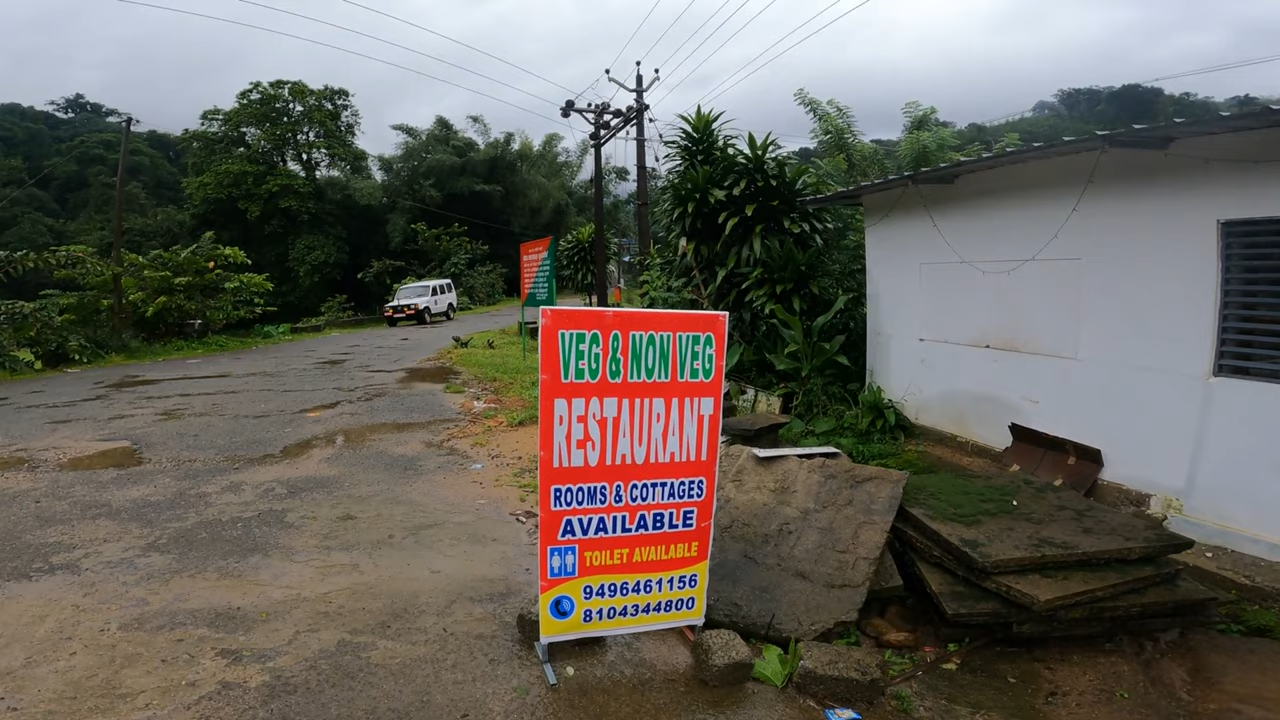 VEG & NON VEG
RESTAURANT
ROOMS & COTTAGES
AVAILABLE
TOILET AVAILABLE
9496461156
8104344800